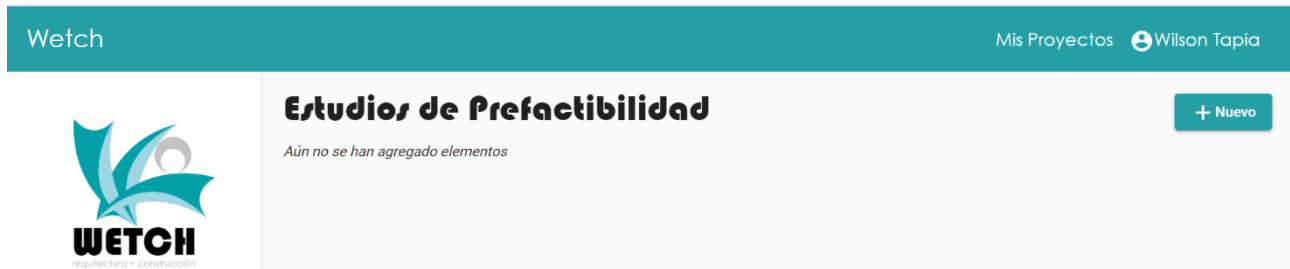 Wetch
Mis Proyectos Wilson Tapia
Estudios de Prefactibilidad
+ Nuevo
Aún no se han agregado elementos
WETCH
arquitectura + construcción